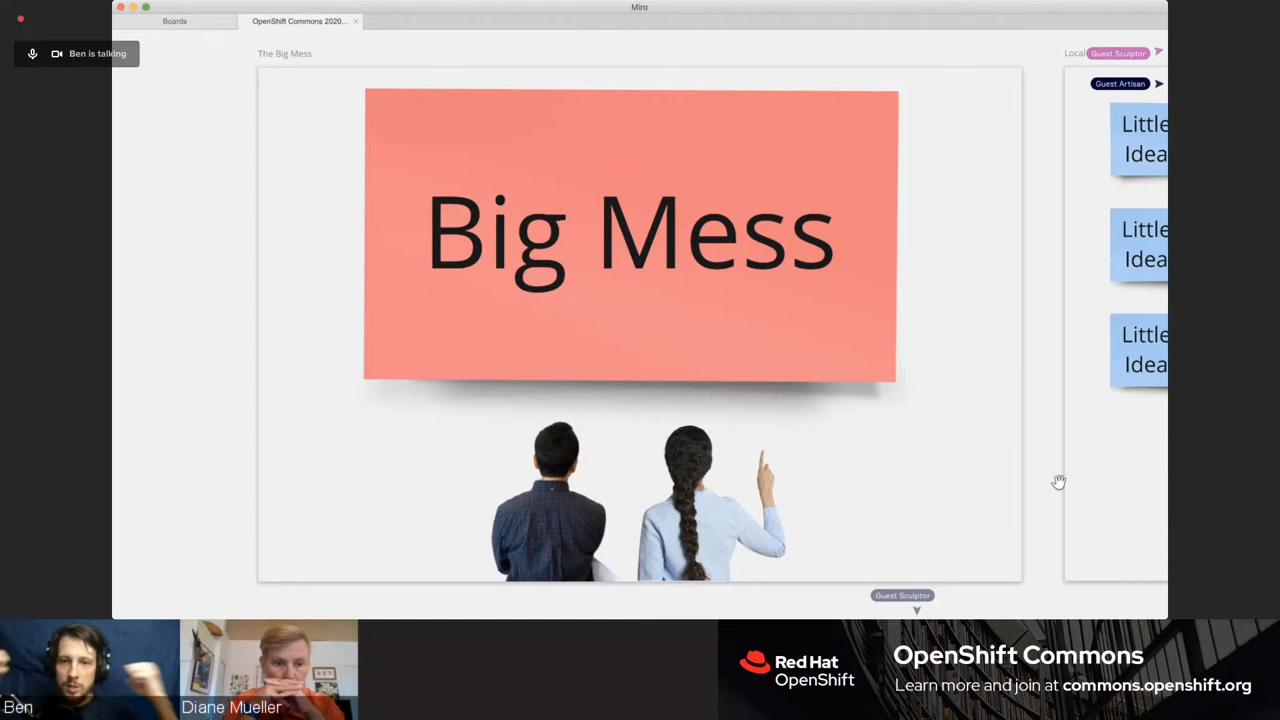 Miro
Boards
OpenShift Commons 2020...
Ben is talking
The Big Mess
Local
Guest Sculptor
Guest Artisan
Big Mess
Little
Idea
Little
Idea
Little
Idea
Guest Sculptor
Ben
Diane Mueller
Red Hat
OpenShift
OpenShift Commons
Learn more and join at commons.openshift.org